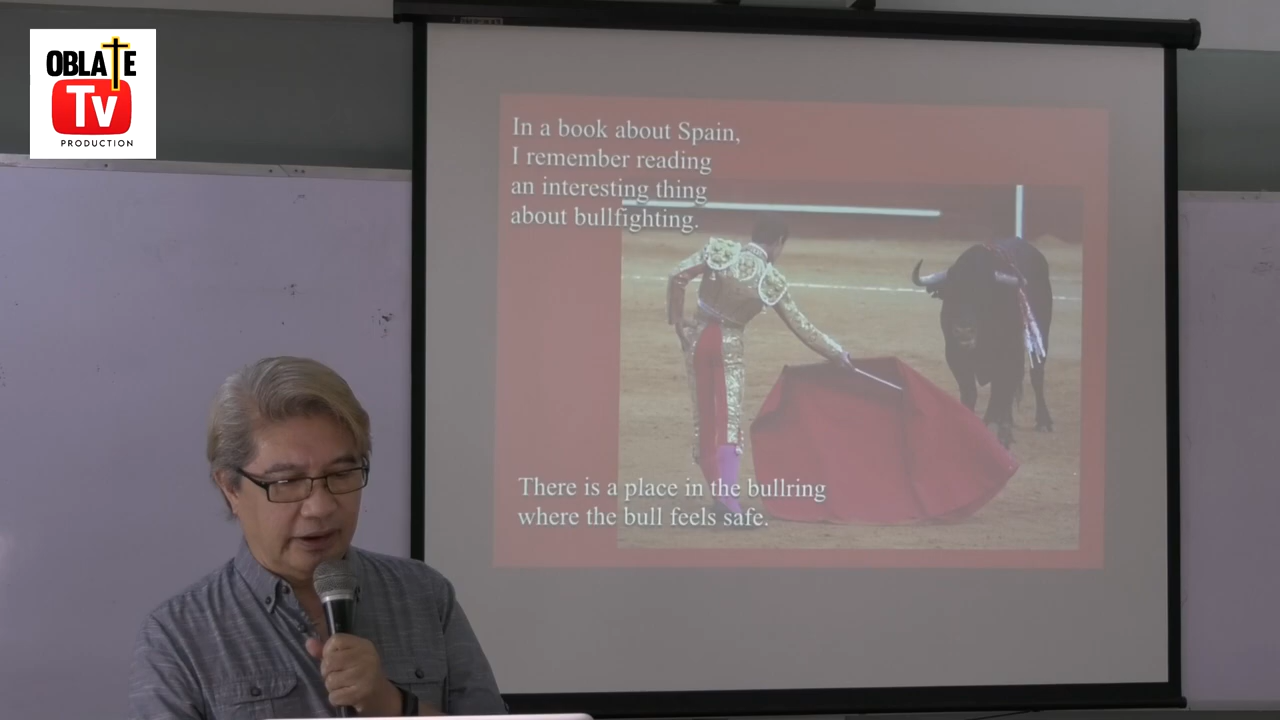 OBLATE
Tv
PRODUCTION
In a book about Spain,
I remember reading
an interesting thing
about bullfighting.
There is a place in the bullring
where the bull feels safe.